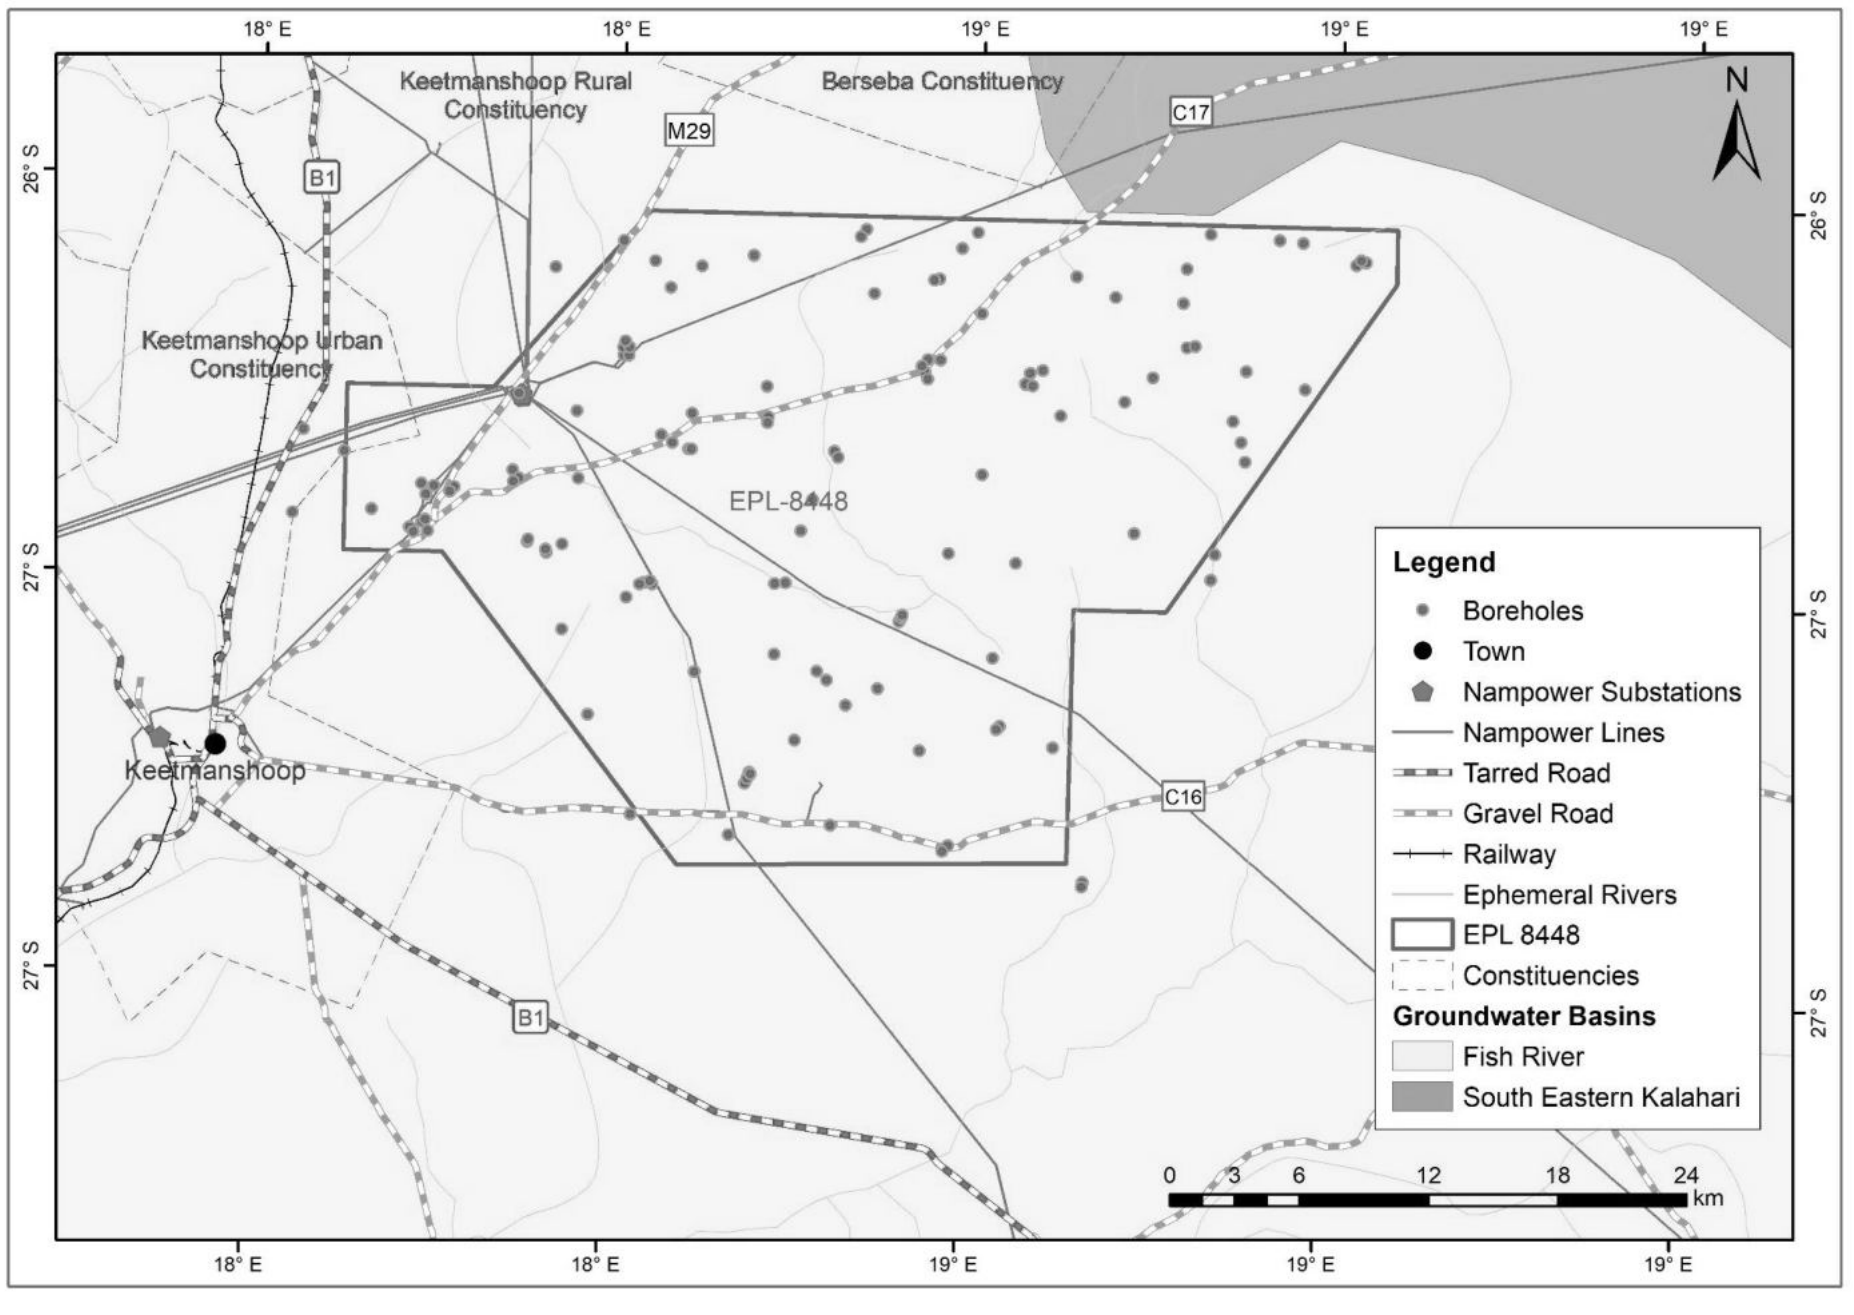 18° E
18° E
19° E
19° E
19° E
Keetmanshoop Rural
Constituency
Berseba Constituency
N
C17
M29
26° S
B1
26° S
Keetmanshoop Urban
Constituency
EPL-8448
27° S
27° S
Keetmanshoop
C16
27° S
B1
27° S
Legend
Boreholes
Town
Nampower Substations
Nampower Lines
Tarred Road
Gravel Road
Railway
Ephemeral Rivers
EPL 8448
Constituencies
Groundwater Basins
Fish River
South Eastern Kalahari
0 3 6 12 18 24
km
18° E
18° E
19° E
19° E
19° E